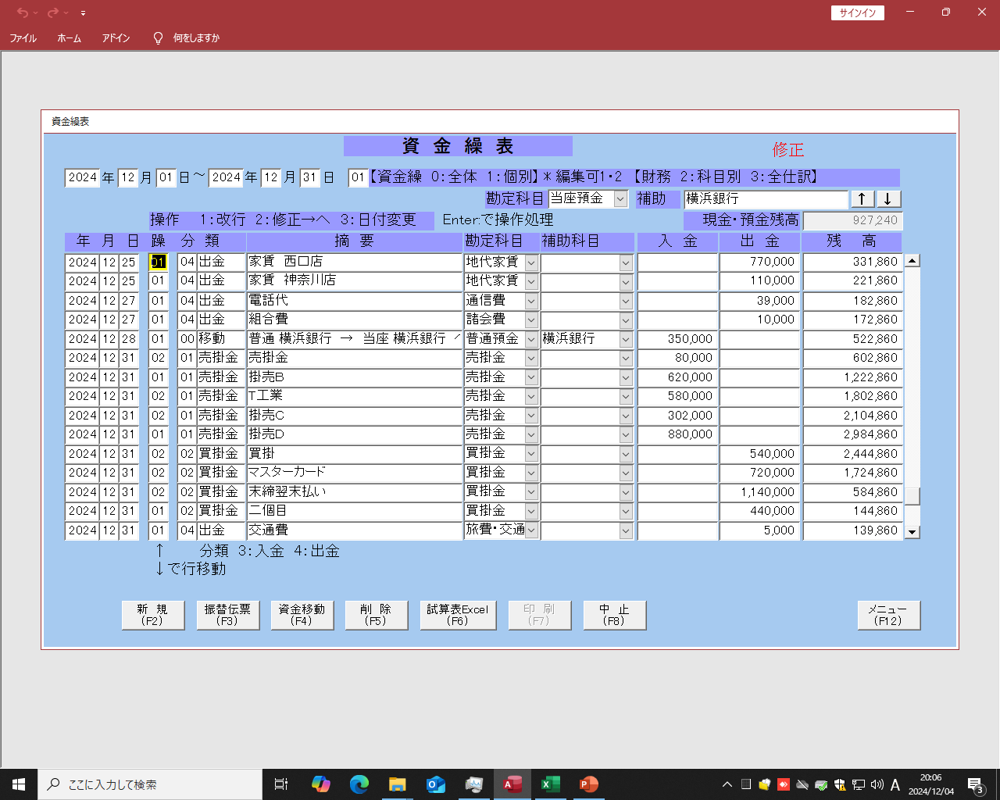 サインイン
ファイル ホーム アドイン 何をしますか
資金繰表
資 金 繰 表
修正
2024 年 12 月 01 日 ～ 2024 年 12 月 31 日 01 【資金繰 0：全体 1：個別】＊編集可1・2 【財務 2：科目別 3：全仕訳】
勘定科目 当座預金 補助 横浜銀行 ↑ ↓
操作 1：改行 2：修正→へ 3：日付変更 Enter:で操作処理 現金・預金残高 927,240
年 月 日 踩 分 類 摘 要 勘定科目 補助科目 入 金 出 金 残 高
2024 12 25 01 04 出金 家賃 西口店 地代家賃 770,000 331,860
2024 12 25 01 04 出金 家賃 神奈川店 地代家賃 110,000 221,860
2024 12 27 01 04 出金 電話代 通信費 39,000 182,860
2024 12 27 01 04 出金 組合費 諸会費 10,000 172,860
2024 12 28 01 00 移動 普通 横浜銀行 → 当座 横浜銀行 へ 普通預金 横浜銀行 350,000 522,860
2024 12 31 02 01 売掛金 売掛金 売掛金 80,000 602,860
2024 12 31 01 01 売掛金 掛売B 売掛金 620,000 1,222,860
2024 12 31 02 01 売掛金 T工業 売掛金 580,000 1,802,860
2024 12 31 02 01 売掛金 掛売C 売掛金 302,000 2,104,860
2024 12 31 01 01 売掛金 掛売D 売掛金 880,000 2,984,860
2024 12 31 02 02 買掛金 買掛 買掛金 540,000 2,444,860
2024 12 31 02 02 買掛金 マスターカード 買掛金 720,000 1,724,860
2024 12 31 02 02 買掛金 末締翌末払い 買掛金 1,140,000 584,860
2024 12 31 01 02 買掛金 二個目 買掛金 440,000 144,860
2024 12 31 01 04 出金 交通費 旅費・交通 5,000 139,860
↑ 分類 3：入金 4：出金
↓で行移動
新 規 (F2)
振替伝票 (F3)
資金移動 (F4)
削 除 (F5)
試算表Excel (F6)
印 刷 (F7)
中 止 (F8)
メニュー (F12)
ここに入力して検索
A
20:06
2024/12/04
3